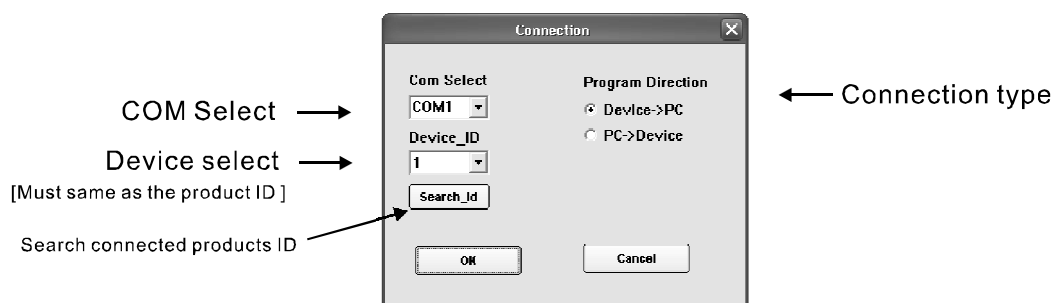 Connection
Com Select
COM1
Device_ID
1
Search_Id
Program Direction
Device->PC
PC->Device
OK
Cancel
COM Select
Device select
[Must same as the product ID ]
Search connected products ID
Connection type